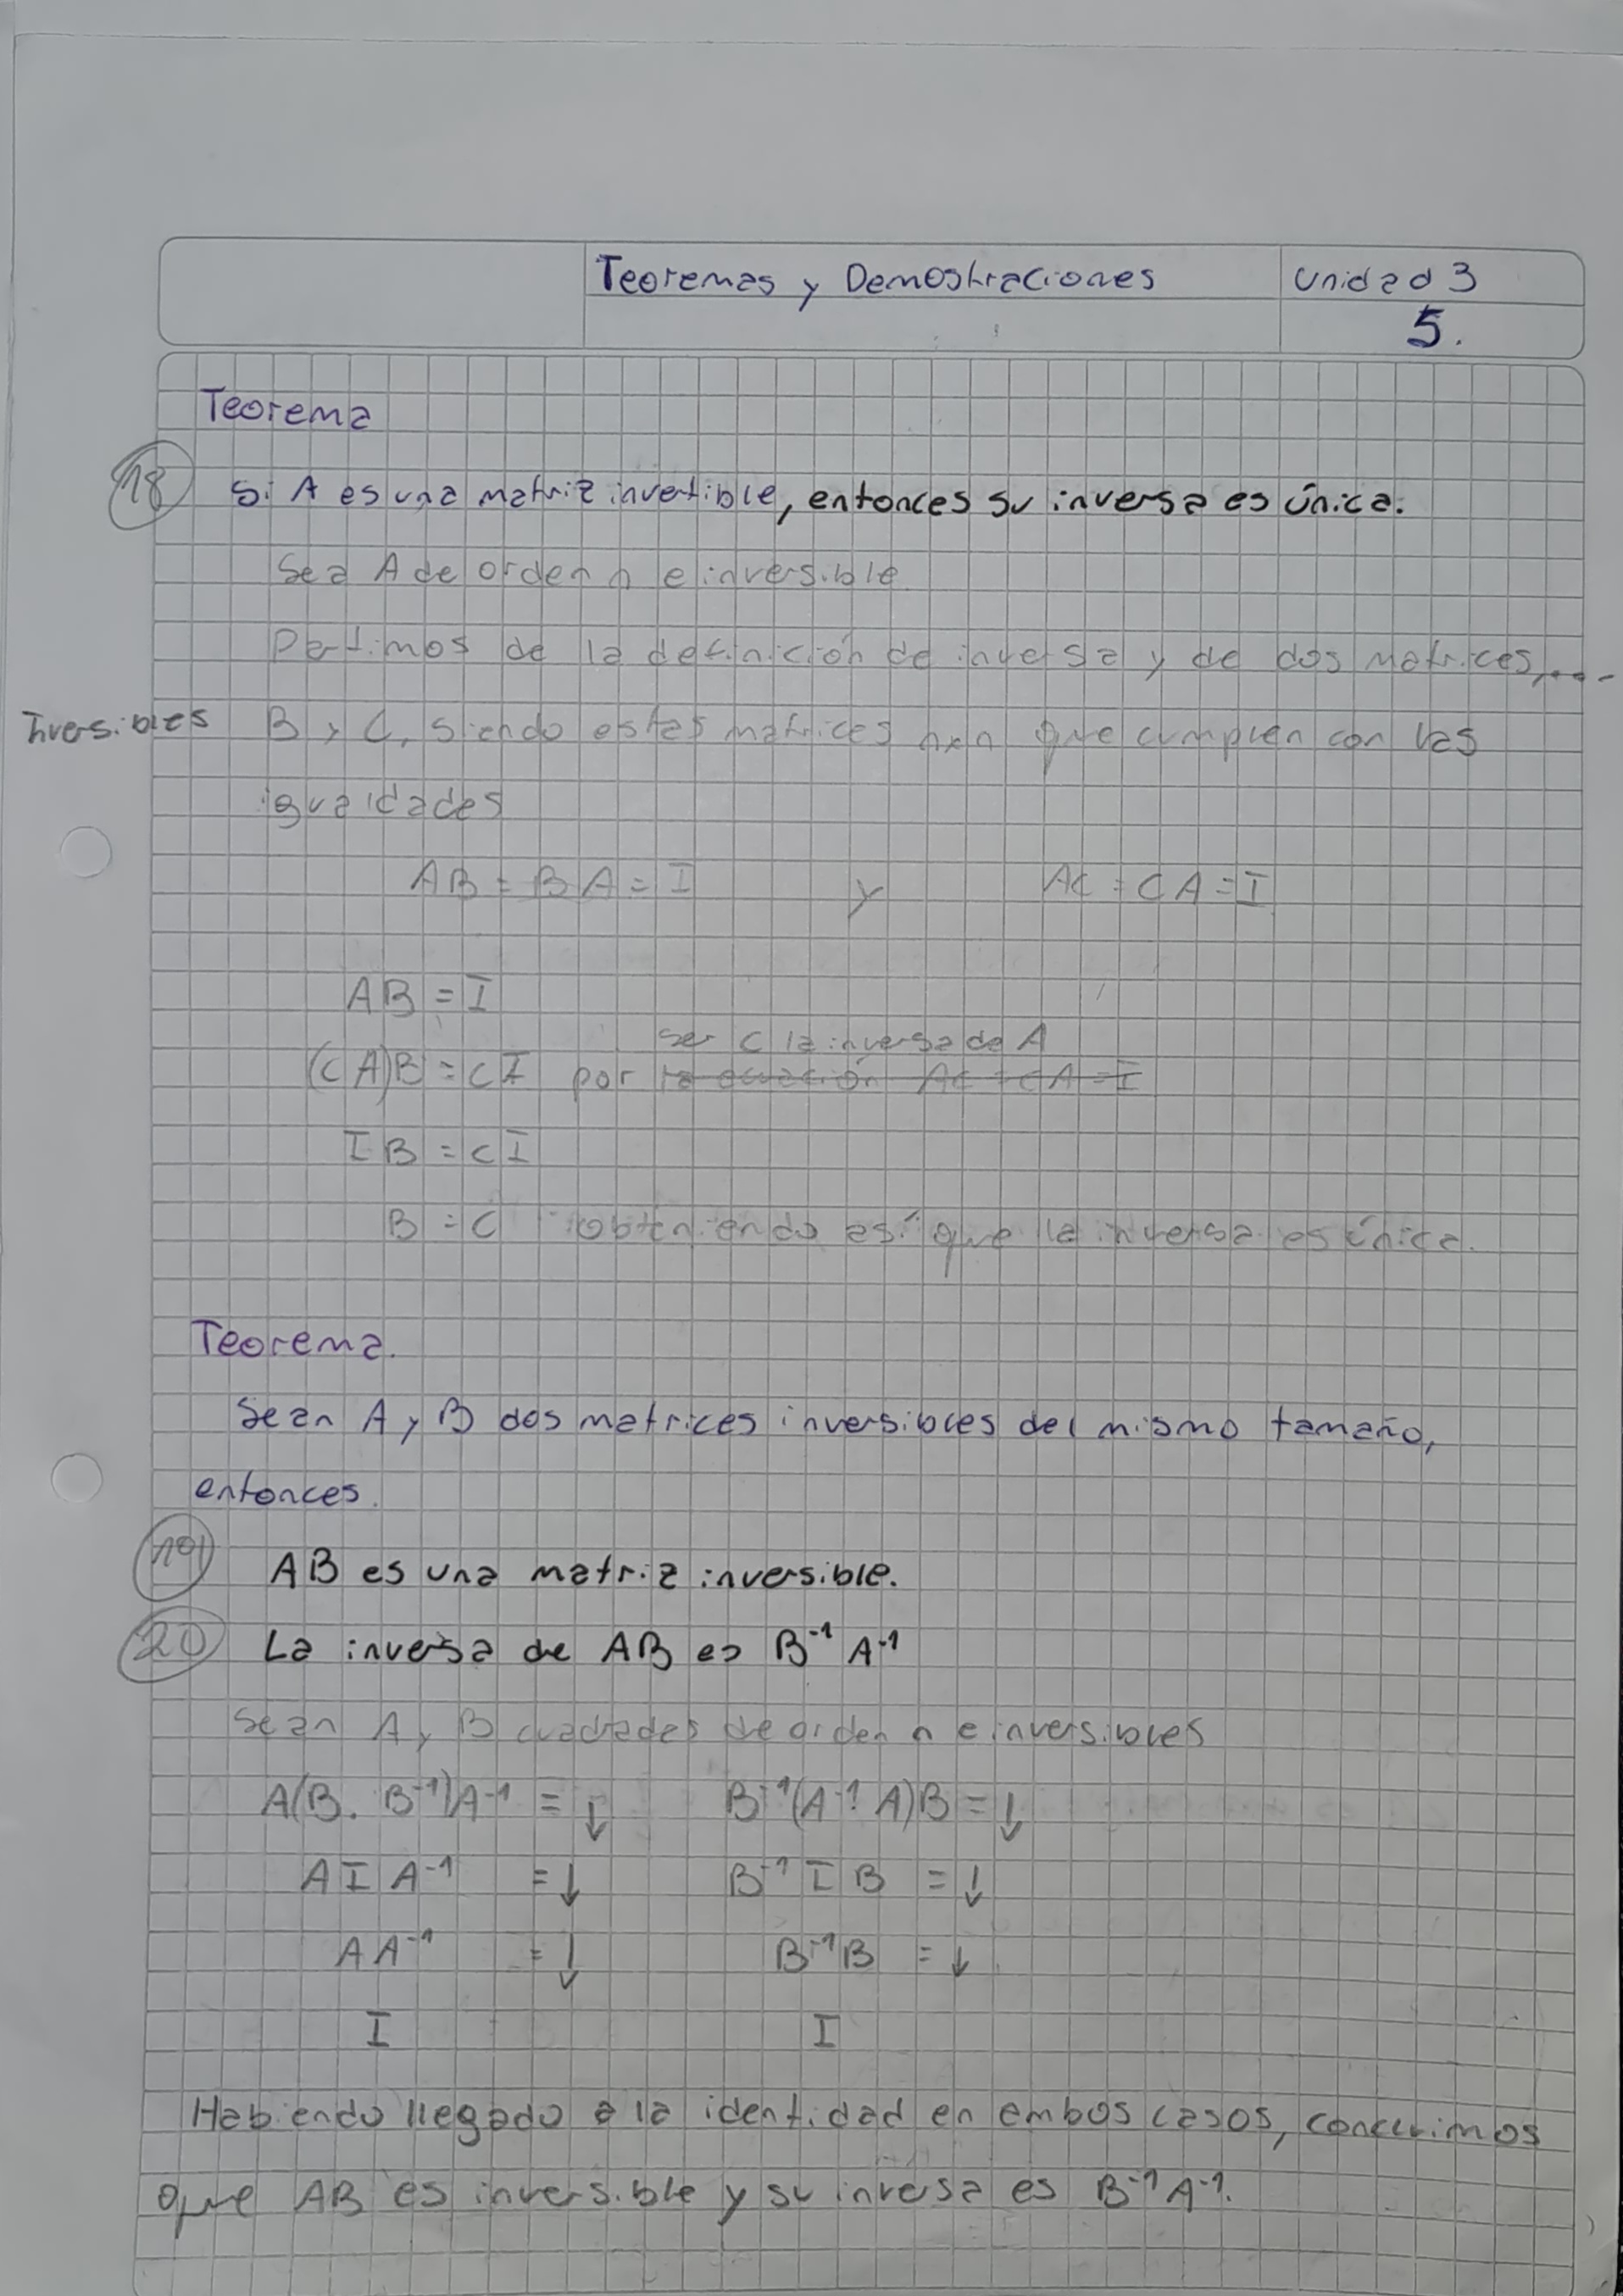 Teoremas y Demostraciones
Unidad 3
5.
Teorema
18 Si A es una matriz invertible, entonces su inversa es única.
Sea A de orden n e inversible
Partimos de la definición de inversa y de dos matrices,...-
Inversibles B y C, siendo estas matrices nxn que cumplen con las
igualdades
AB = BA = I y AC = CA = I
AB = I
ser C la inversa de A
(CA)B = CI por la ecuación AC = CA = I
IB = CI
B = C obteniendo así que la inversa es única.
Teorema.
Sean A y B dos matrices inversibles del mismo tamaño,
entonces.
19 AB es una matriz inversible.
20 La inversa de AB es B⁻¹ A⁻¹
Sean A y B cuadradas de orden n e inversibles
A(B. B⁻¹)A⁻¹ = ↓ B⁻¹(A⁻¹ A)B = ↓
A I A⁻¹ = ↓ B⁻¹ I B = ↓
A A⁻¹ = ↓ B⁻¹B = ↓
I I
Habiendo llegado a la identidad en ambos casos, concluimos
que AB es inversible y su inversa es B⁻¹ A⁻¹.